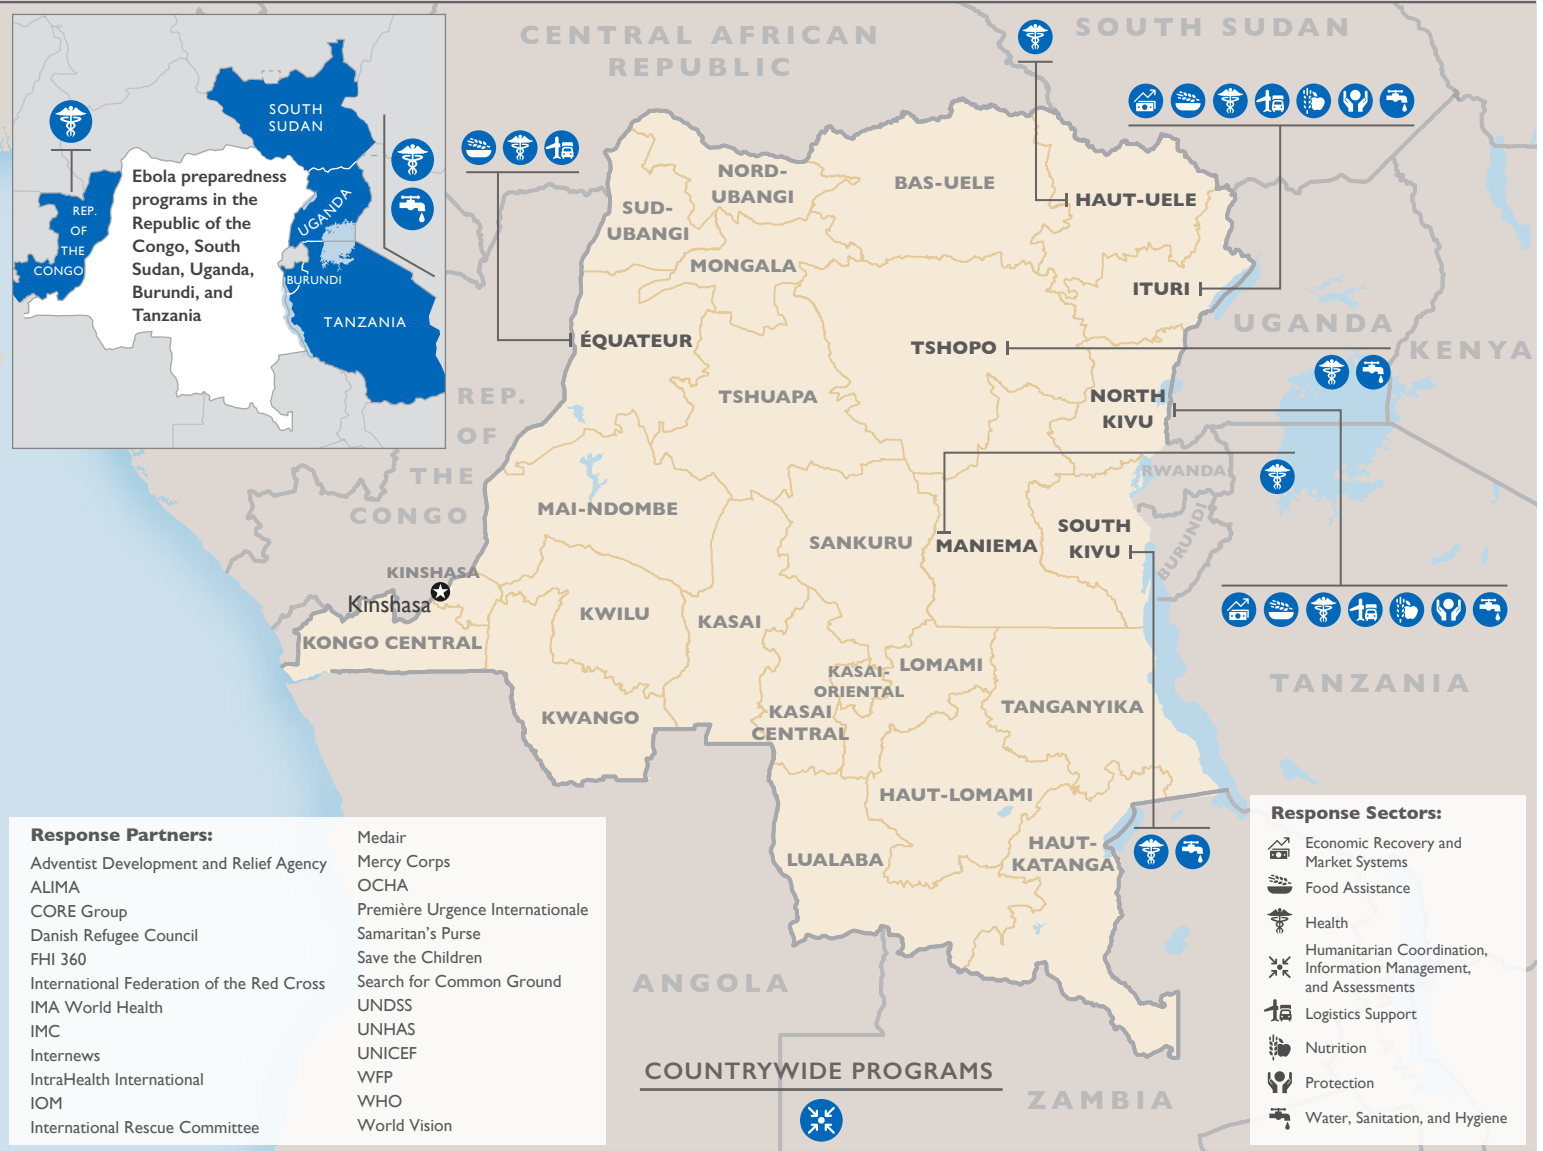 CENTRAL AFRICAN
REPUBLIC
SOUTH SUDAN
SOUTH
SUDAN
UGANDA
REP.
OF
THE
CONGO
BURUNDI
TANZANIA
Ebola preparedness
programs in the
Republic of the
Congo, South
Sudan, Uganda,
Burundi, and
Tanzania
NORD-
UBANGI
BAS-UELE
HAUT-UELE
SUD-
UBANGI
MONGALA
ITURI
UGANDA
KENYA
ÉQUATEUR
TSHOPO
TSHUAPA
NORTH
KIVU
REP.
OF
THE
CONGO
RWANDA
BURUNDI
MAI-NDOMBE
SANKURU
MANIEMA
SOUTH
KIVU
KINSHASA
Kinshasa
KONGO CENTRAL
KWILU
KASAI
KASAI-
ORIENTAL
LOMAMI
TANZANIA
KWANGO
KASAI
CENTRAL
TANGANYIKA
HAUT-LOMAMI
LUALABA
HAUT-
KATANGA
ANGOLA
ZAMBIA
COUNTRYWIDE PROGRAMS
Response Partners:
Adventist Development and Relief Agency
ALIMA
CORE Group
Danish Refugee Council
FHI 360
International Federation of the Red Cross
IMA World Health
IMC
Internews
IntraHealth International
IOM
International Rescue Committee
Medair
Mercy Corps
OCHA
Première Urgence Internationale
Samaritan's Purse
Save the Children
Search for Common Ground
UNDSS
UNHAS
UNICEF
WFP
WHO
World Vision
Response Sectors:
Economic Recovery and
Market Systems
Food Assistance
Health
Humanitarian Coordination,
Information Management,
and Assessments
Logistics Support
Nutrition
Protection
Water, Sanitation, and Hygiene